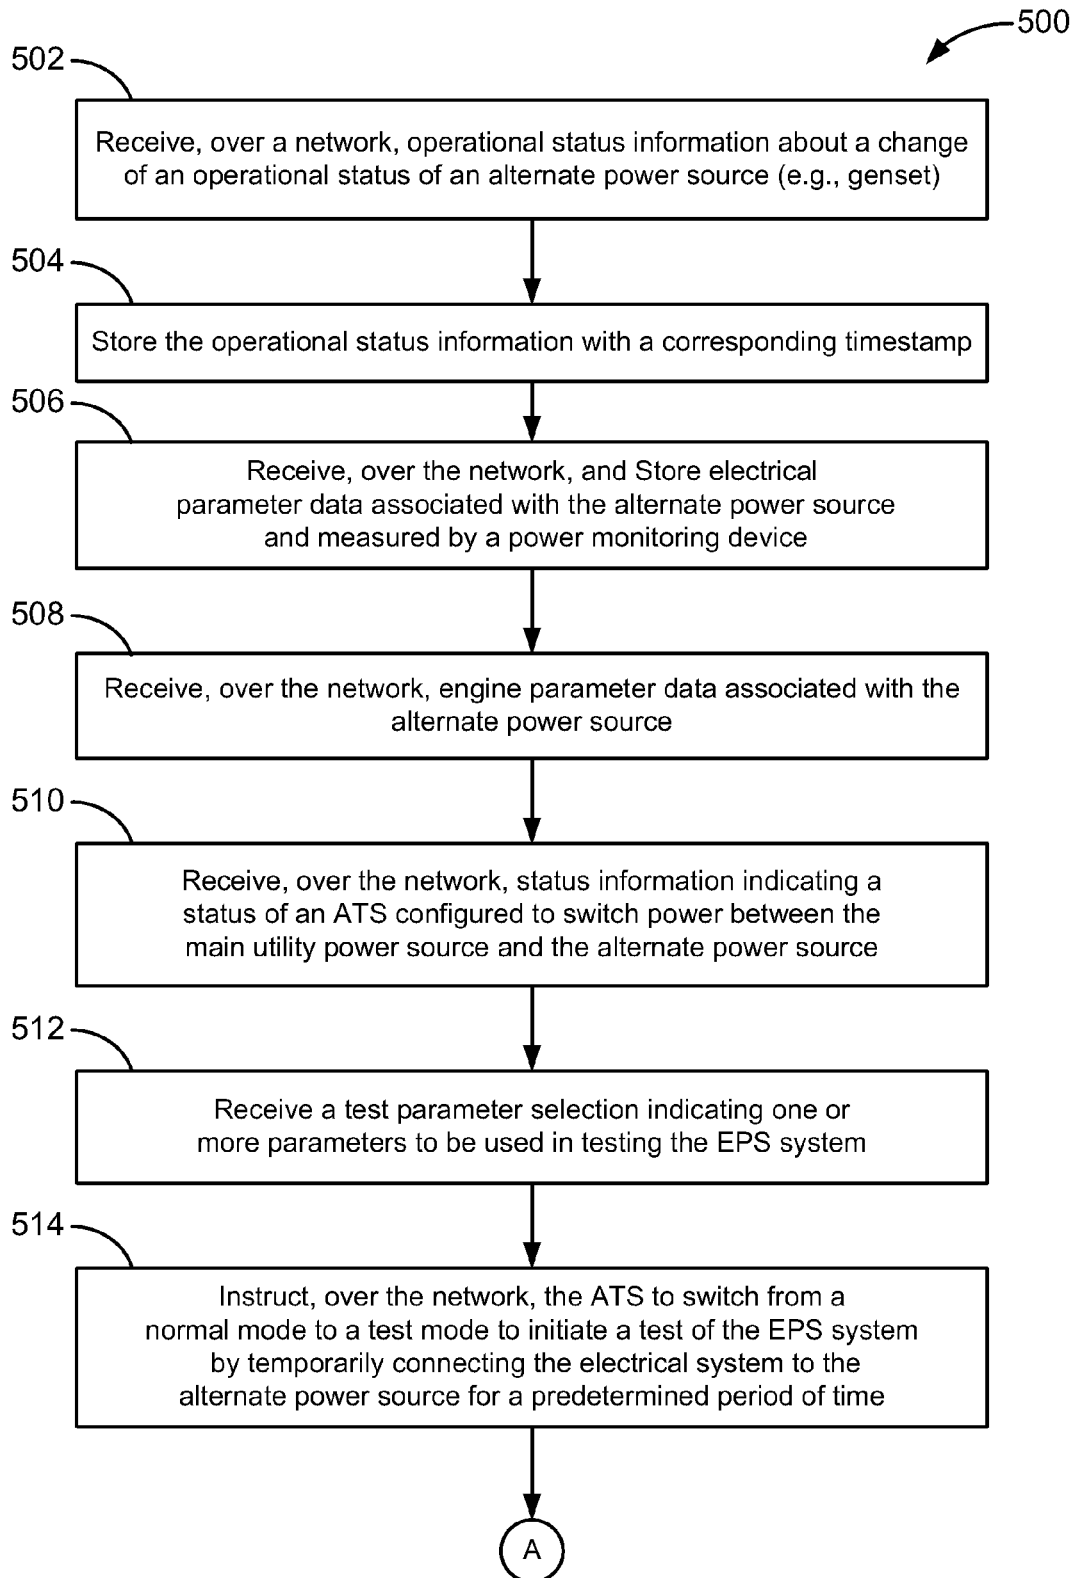 500
502
Receive, over a network, operational status information about a change
of an operational status of an alternate power source (e.g., genset)
504
Store the operational status information with a corresponding timestamp
506
Receive, over the network, and Store electrical
parameter data associated with the alternate power source
and measured by a power monitoring device
508
Receive, over the network, engine parameter data associated with the
alternate power source
510
Receive, over the network, status information indicating a
status of an ATS configured to switch power between the
main utility power source and the alternate power source
512
Receive a test parameter selection indicating one or
more parameters to be used in testing the EPS system
514
Instruct, over the network, the ATS to switch from a
normal mode to a test mode to initiate a test of the EPS system
by temporarily connecting the electrical system to the
alternate power source for a predetermined period of time
A